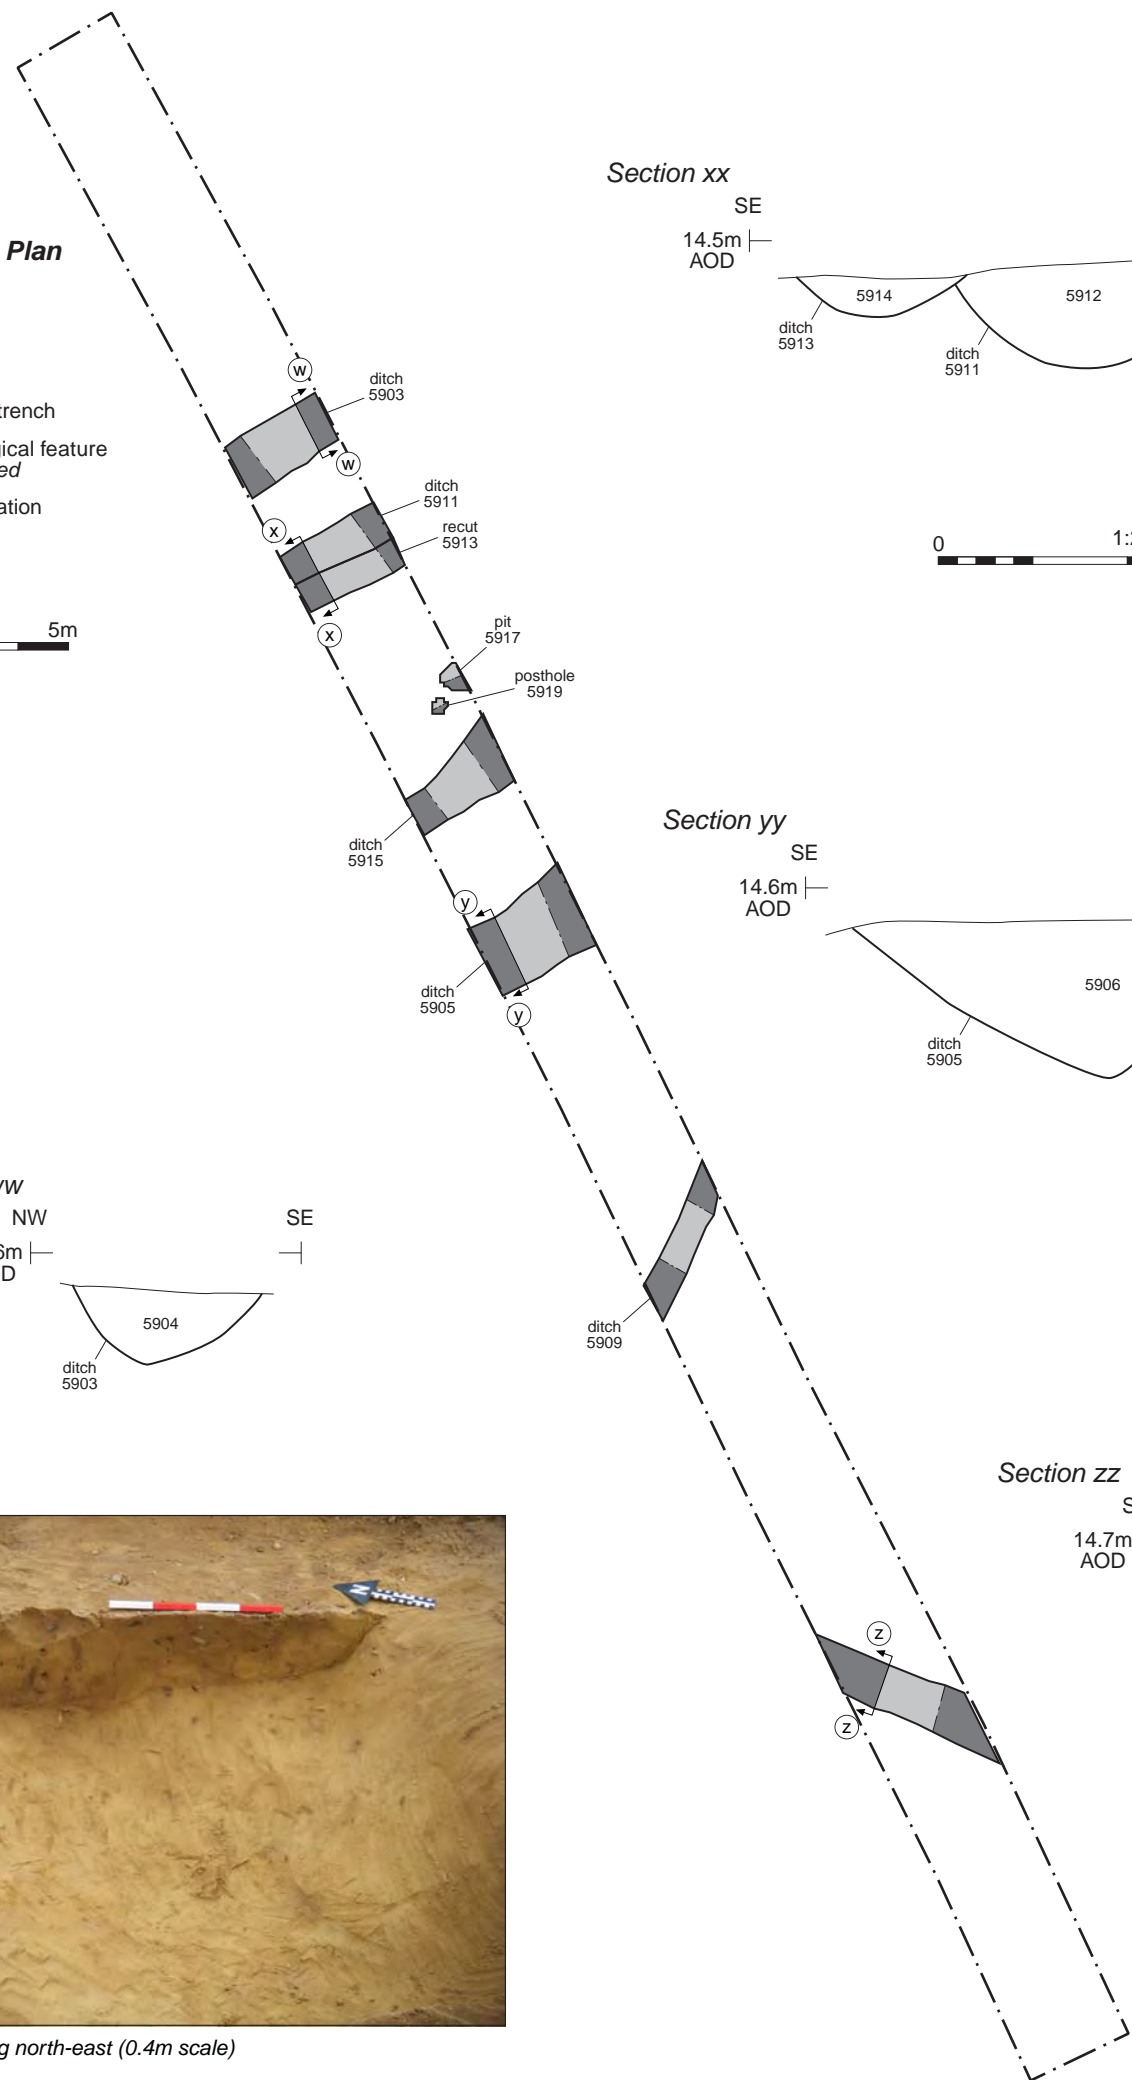 Section xx
SE
14.5m
AOD
5914
5912
ditch
5913
ditch
5911
Plan
w
ditch
5903
w
trench
ical feature
ed
ation
x
ditch
5911
recut
5913
x
0
1:
5m
pit
5917
posthole
5919
ditch
5915
Section yy
SE
14.6m
AOD
5906
ditch
5905
y
ditch
5905
y
NW
SE
6m
D
5904
ditch
5903
ditch
5909
Section zz
S
14.7m
AOD
N
z
z
g north-east (0.4m scale)